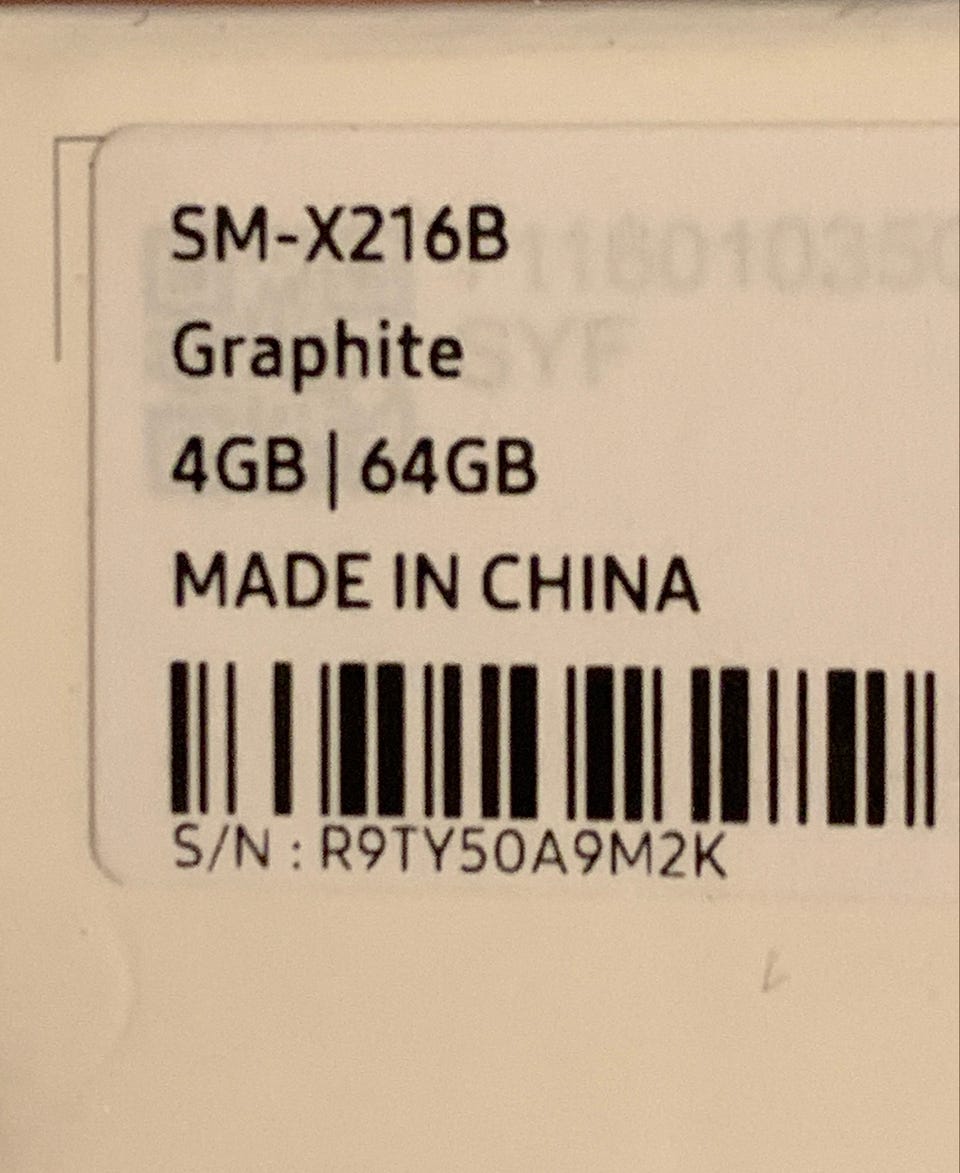 SM-X216B
Graphite
4GB | 64GB
MADE IN CHINA
S/N : R9TY50A9M2K